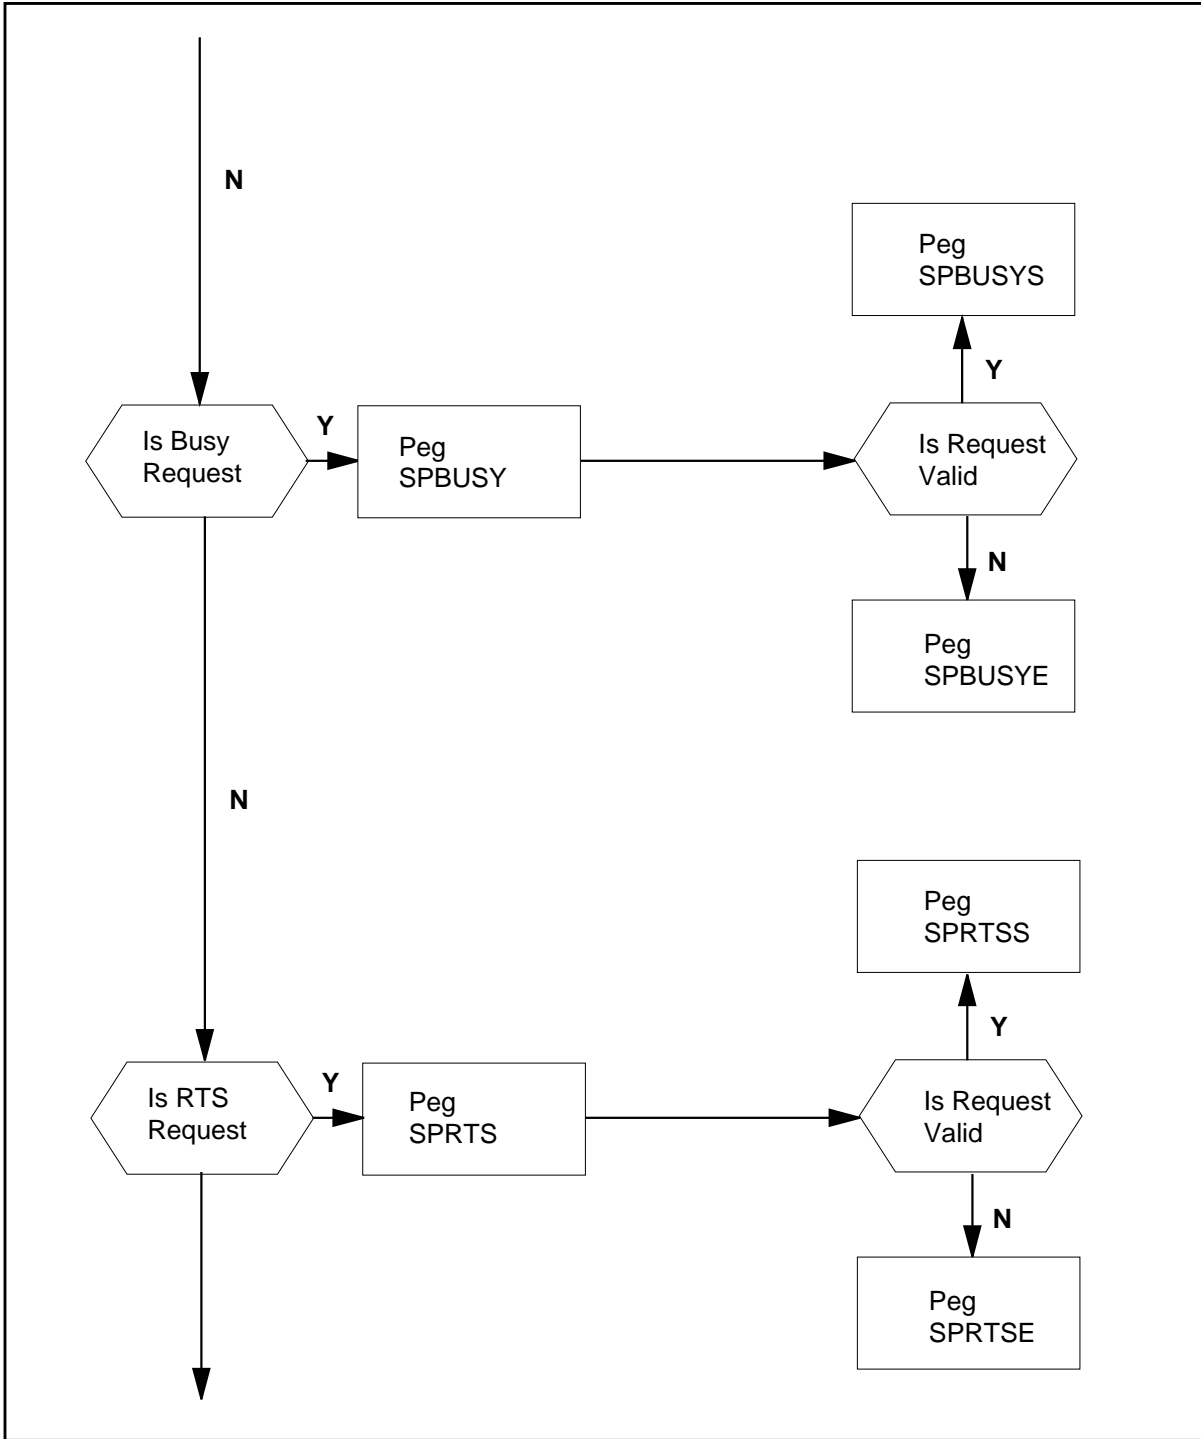 N
Peg
SPBUSYS
Y
Is Busy
Request
Y
Peg
SPBUSY
Is Request
Valid
N
Peg
SPBUSYE
N
Peg
SPRTSS
Y
Is RTS
Request
Y
Peg
SPRTS
Is Request
Valid
N
Peg
SPRTSE